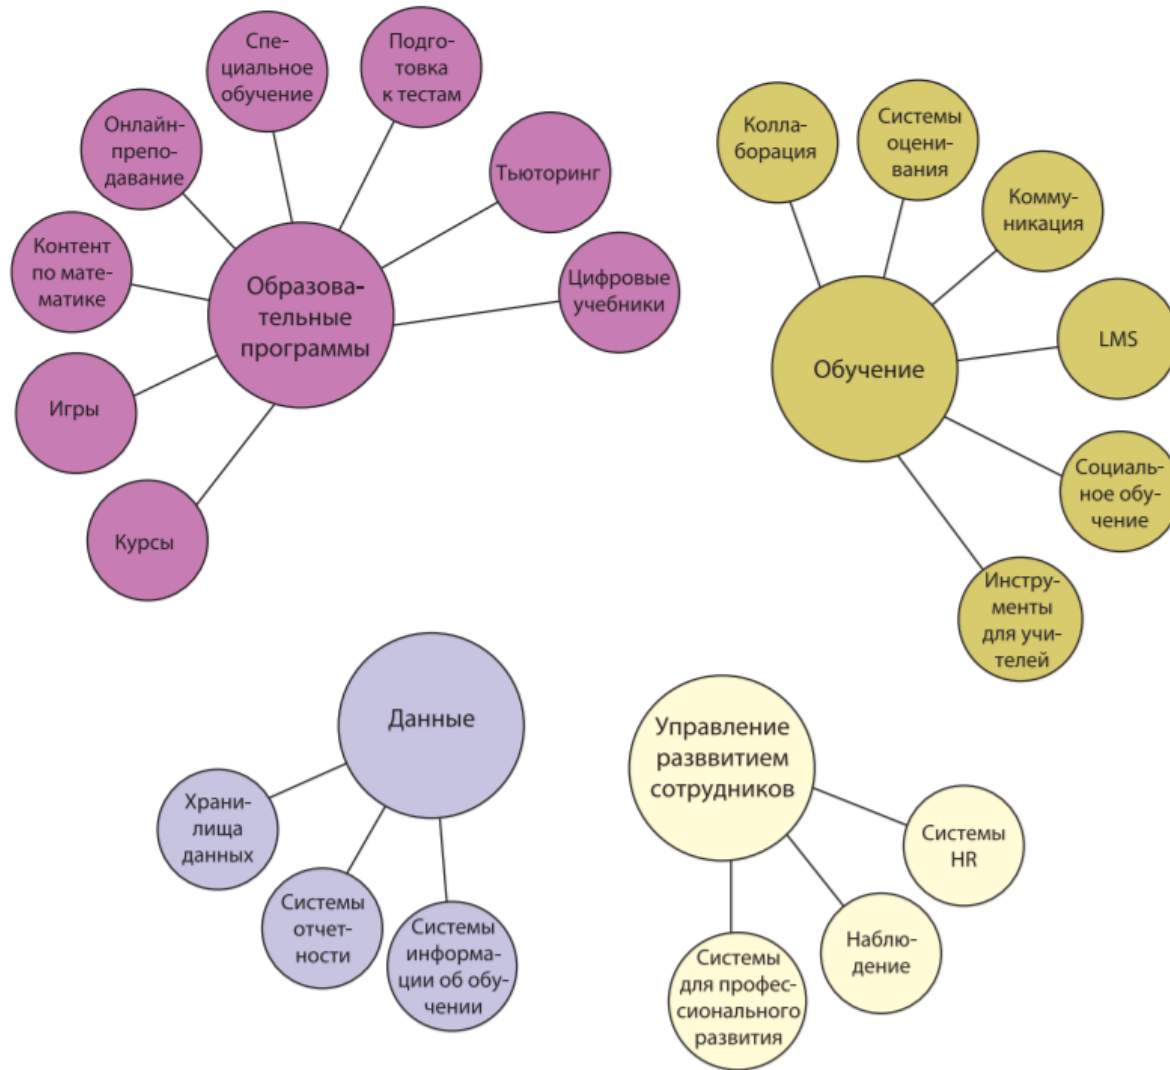 Спе-
циальное
обучение
Подго-
товка
к тестам
Онлайн-
препо-
давание
Тьюторинг
Контент
по мате-
матике
Образова-
тельные
программы
Цифровые
учебники
Игры
Курсы
Колла-
борация
Системы
оцени-
вания
Комму-
никация
Обучение
LMS
Социаль-
ное обу-
чение
Инстру-
менты
для учи-
телей
Данные
Храни-
лища
данных
Системы
отчет-
ности
Системы
информа-
ции об обу-
чении
Управление
разввитием
сотрудников
Системы
HR
Наблю-
дение
Системы
для профес-
сионального
развития